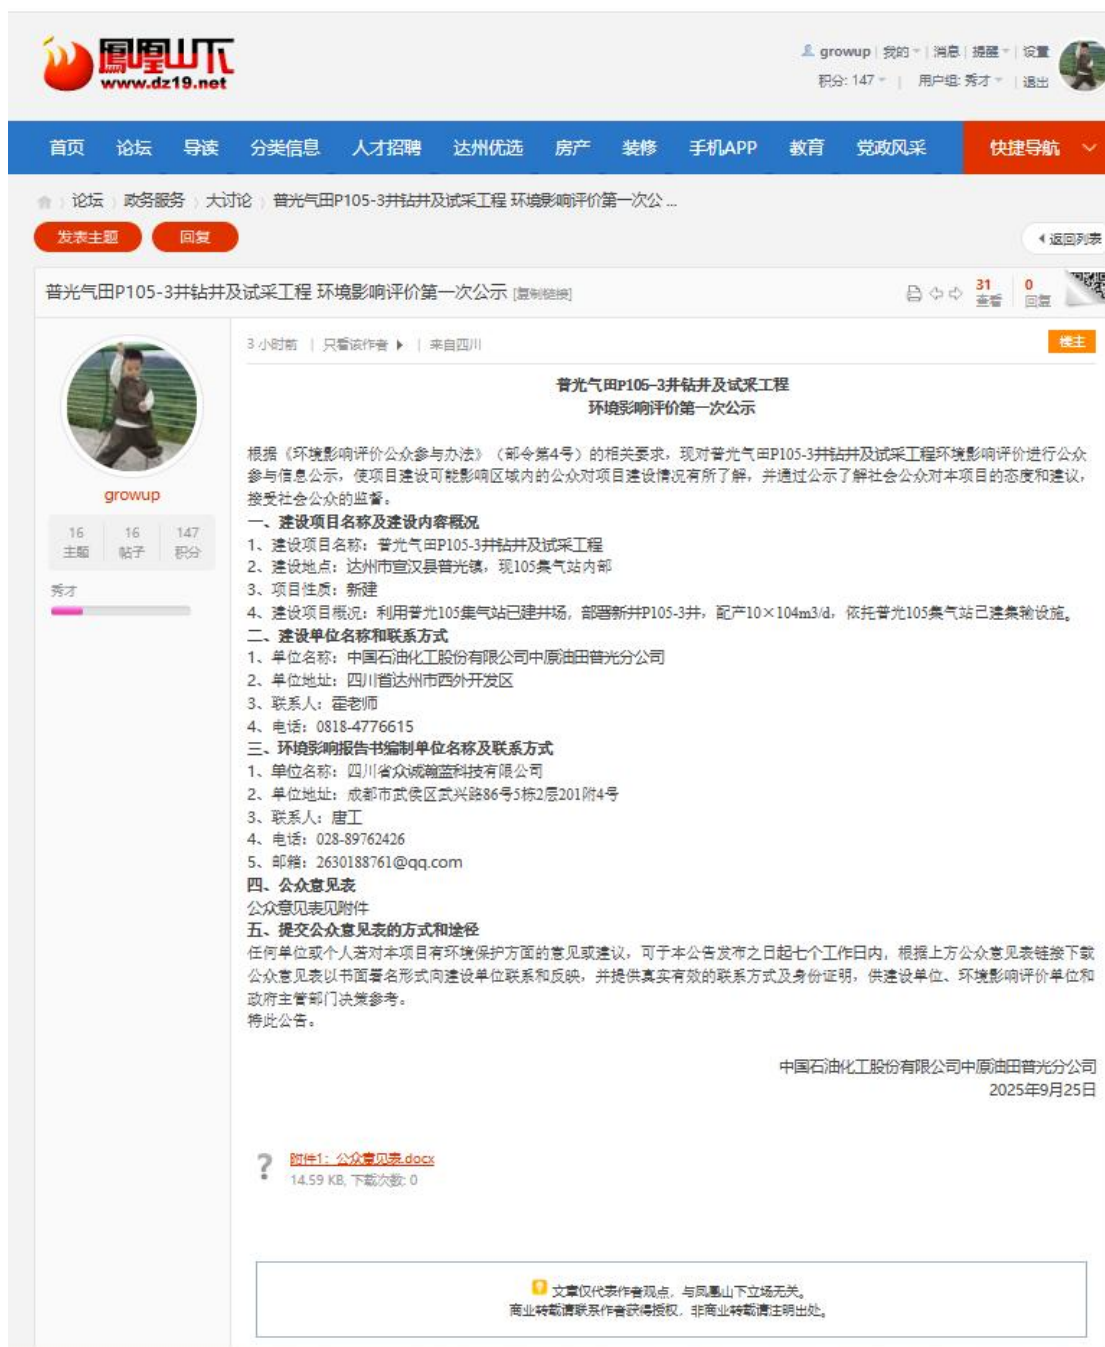 鳳凰山下
www.dz19.net
growup | 我的 | 消息 | 提醒 | 设置
积分: 147 | 用户组: 秀才 | 退出
首页 论坛 导读 分类信息 人才招聘 达州优选 房产 装修 手机APP 教育 党政风采 快捷导航
论坛 政务服务 大讨论 普光气田P105-3井钻井及试采工程 环境影响评价第一次公 ...
发表主题 回复 返回列表
普光气田P105-3井钻井及试采工程 环境影响评价第一次公示 [复制链接]
31 查看 0 回复
3 小时前 | 只看该作者 | 来自四川 楼主
growup
16 主题 16 帖子 147 积分
秀才
普光气田P105-3井钻井及试采工程
环境影响评价第一次公示
根据《环境影响评价公众参与办法》（部令第4号）的相关要求，现对普光气田P105-3井钻井及试采工程环境影响评价进行公众
参与信息公示，使项目建设可能影响区域内的公众对项目建设情况有所了解，并通过公示了解社会公众对本项目的态度和建议，
接受社会公众的监督。
一、建设项目名称及建设内容概况
1、建设项目名称：普光气田P105-3井钻井及试采工程
2、建设地点：达州市宣汉县普光镇，现105集气站内部
3、项目性质：新建
4、建设项目概况：利用普光105集气站已建井场，部署新井P105-3井，配产10×104m3/d，依托普光105集气站已建集输设施。
二、建设单位名称和联系方式
1、单位名称：中国石油化工股份有限公司中原油田普光分公司
2、单位地址：四川省达州市西外开发区
3、联系人：霍老师
4、电话：0818-4776615
三、环境影响报告书编制单位名称及联系方式
1、单位名称：四川省众诚瀚蓝科技有限公司
2、单位地址：成都市武侯区武兴路86号5栋2层201附4号
3、联系人：唐工
4、电话：028-89762426
5、邮箱：2630188761@qq.com
四、公众意见表
公众意见表见附件
五、提交公众意见表的方式和途径
任何单位或个人若对本项目有环境保护方面的意见或建议，可于本公告发布之日起七个工作日内，根据上方公众意见表链接下载
公众意见表以书面署名形式向建设单位联系和反映，并提供真实有效的联系方式及身份证明，供建设单位、环境影响评价单位和
政府主管部门决策参考。
特此公告。
中国石油化工股份有限公司中原油田普光分公司
2025年9月25日
附件1：公众意见表.docx
14.59 KB, 下载次数: 0
文章仅代表作者观点，与凤凰山下立场无关。
商业转载请联系作者获得授权，非商业转载请注明出处。